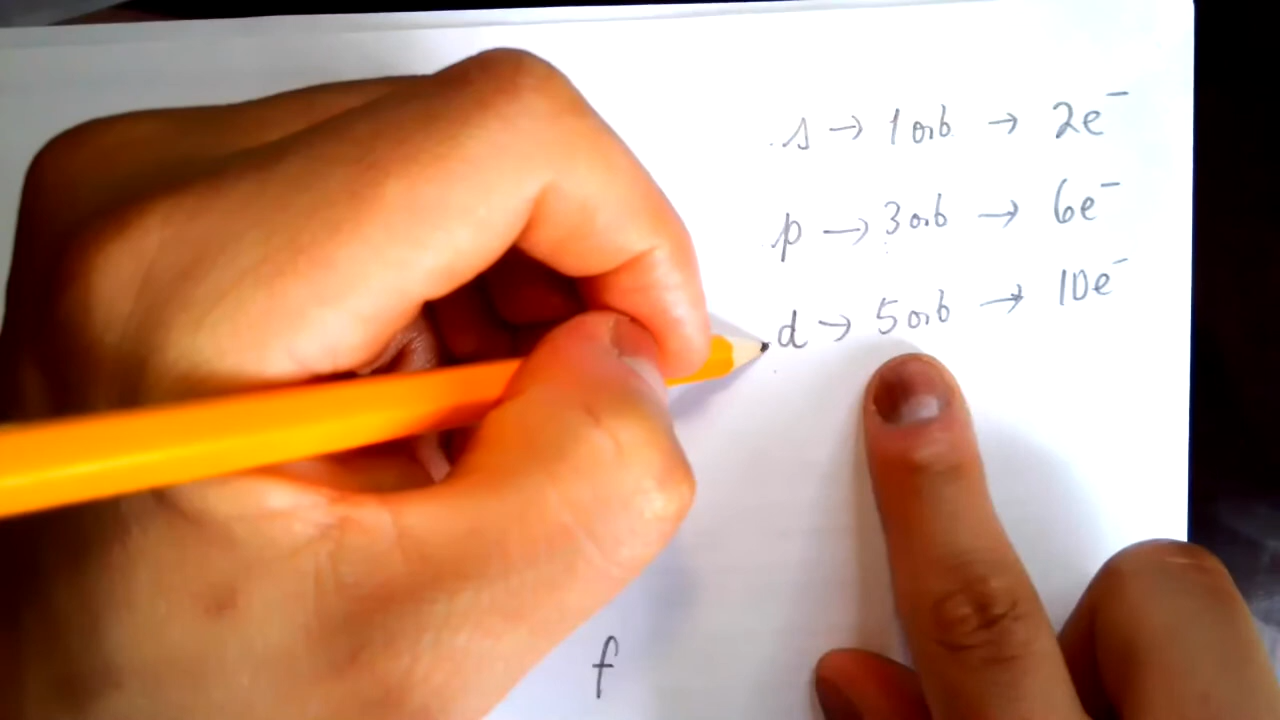 s → 1 orb → 2e⁻
p → 3 orb → 6e⁻
d → 5 orb → 10e⁻
f